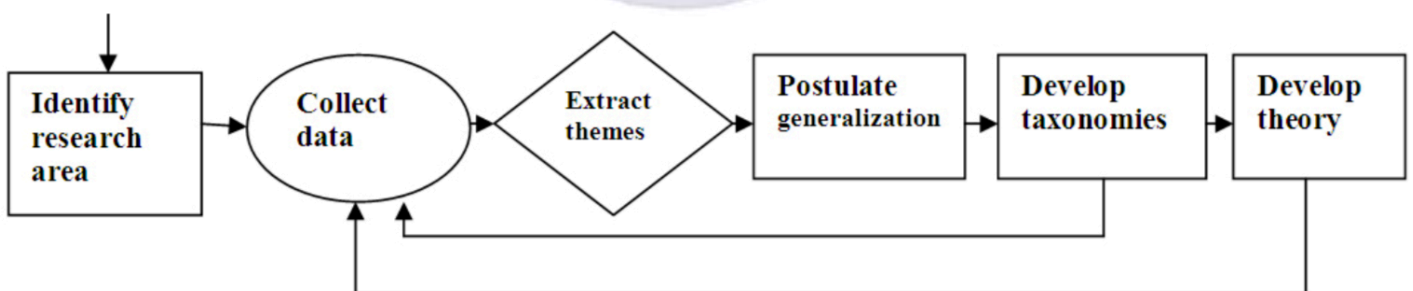 Identify
research
area
Collect
data
Extract
themes
Postulate
generalization
Develop
taxonomies
Develop
theory